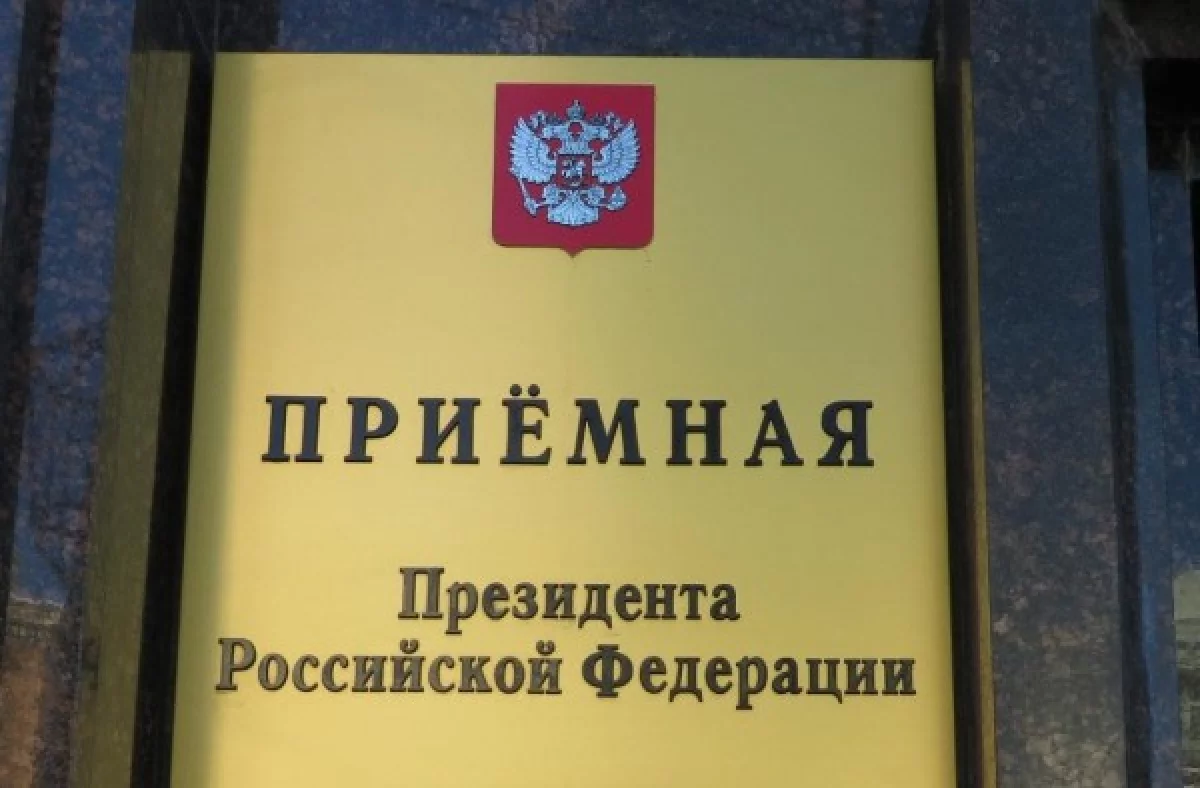 ПРИЁМНАЯ
Президента
Российской Федерации